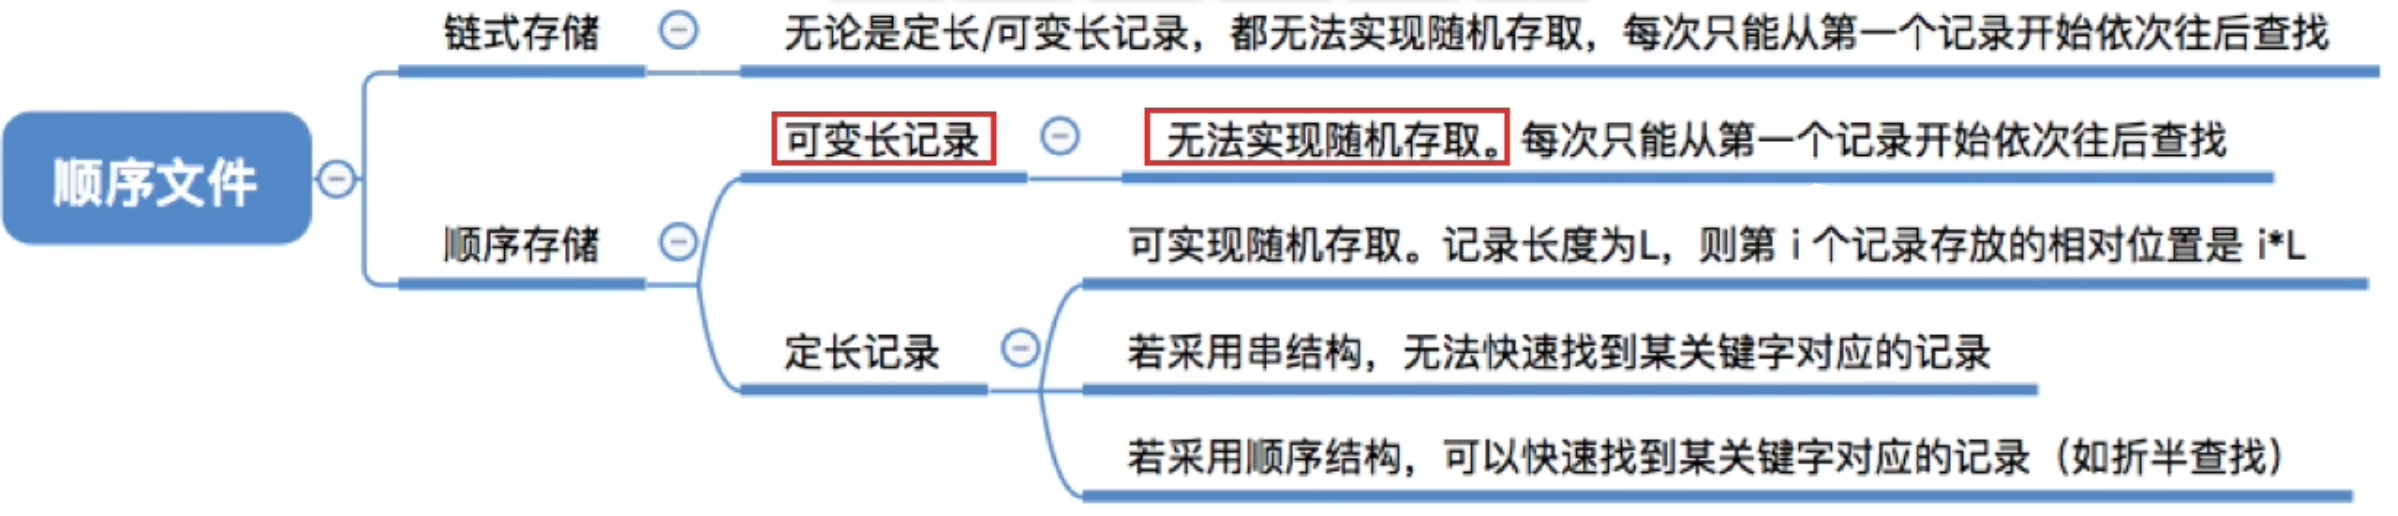 顺序文件
链式存储
无论是定长/可变长记录，都无法实现随机存取，每次只能从第一个记录开始依次往后查找
顺序存储
可变长记录
无法实现随机存取。每次只能从第一个记录开始依次往后查找
定长记录
可实现随机存取。记录长度为L，则第 i 个记录存放的相对位置是 i*L
若采用串结构，无法快速找到某关键字对应的记录
若采用顺序结构，可以快速找到某关键字对应的记录（如折半查找）